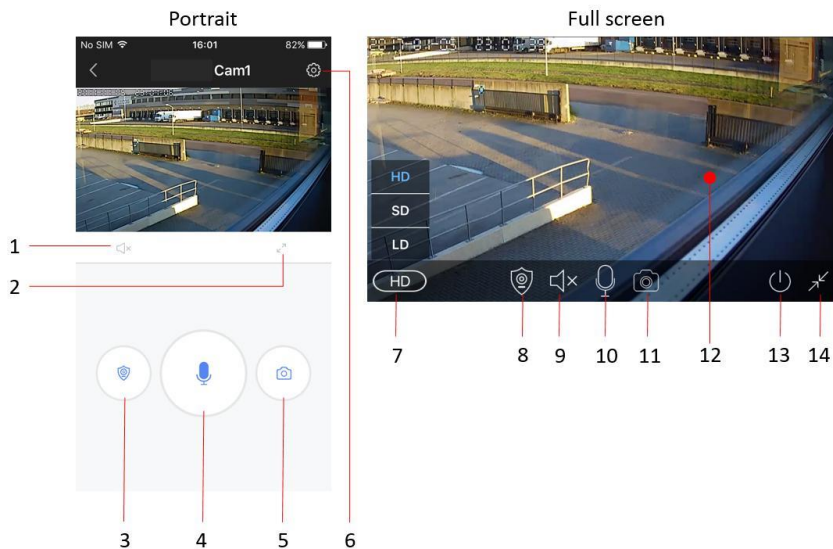 Portrait
Full screen
No SIM 16:01 82%
Cam1
HD
SD
LD
HD
1
2
3 4 5 6
7 8 9 10 11 12 13 14